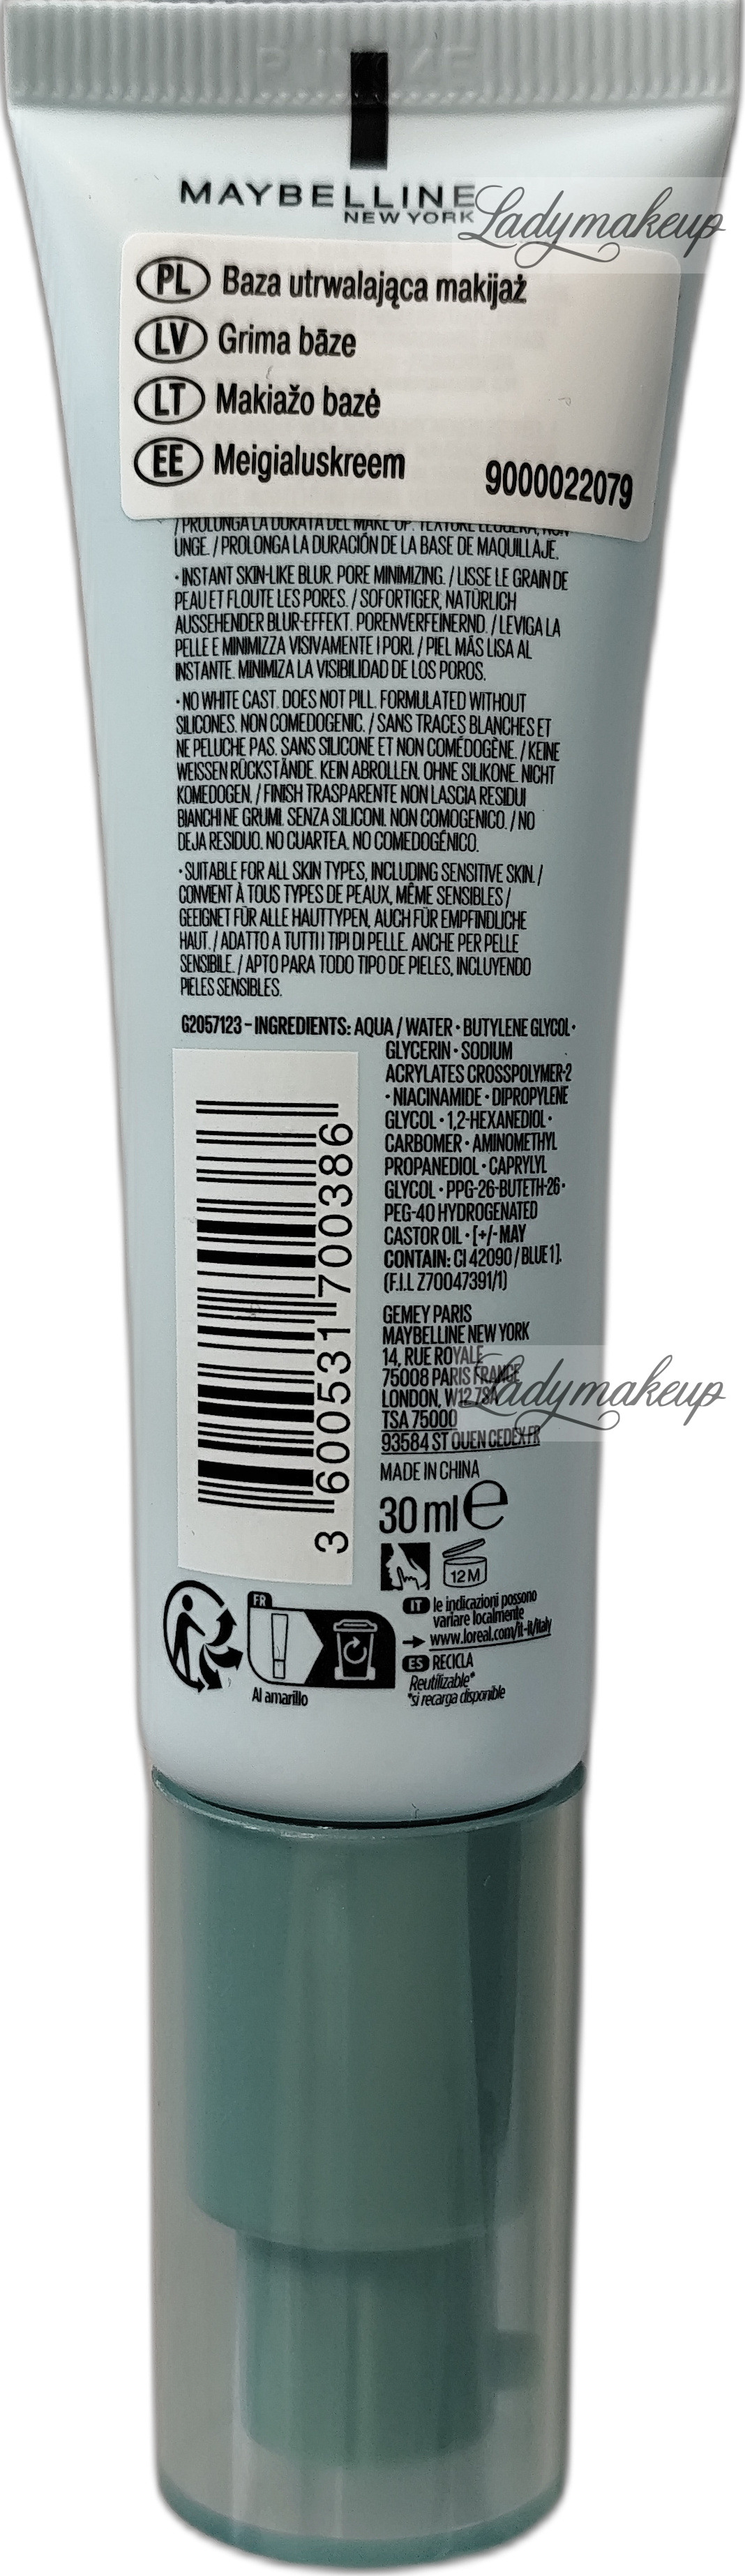 MAYBELLINE
NEW YORK
Ladymakeup
PL Baza utrwalająca makijaż
LV Grima bāze
LT Makiažo bazė
EE Meigialuskreem
9000022079
/ PROLUNGA LA DURATA DEL MAKE UP. TEXTURE LEGGERA, NON
UNGE. / PROLONGA LA DURACIÓN DE LA BASE DE MAQUILLAJE.
• INSTANT SKIN-LIKE BLUR. PORE MINIMIZING. / LISSE LE GRAIN DE
PEAU ET FLOUTE LES PORES. / SOFORTIGER, NATÜRLICH
AUSSEHENDER BLUR-EFFEKT. PORENVERFEINERND. / LEVIGA LA
PELLE E MINIMIZZA VISIVAMENTE I PORI. / PIEL MÁS LISA AL
INSTANTE. MINIMIZA LA VISIBILIDAD DE LOS POROS.
• NO WHITE CAST. DOES NOT PILL. FORMULATED WITHOUT
SILICONES. NON COMEDOGENIC. / SANS TRACES BLANCHES ET
NE PELUCHE PAS. SANS SILICONE ET NON COMÉDOGÈNE. / KEINE
WEISSEN RÜCKSTÄNDE. KEIN ABROLLEN. OHNE SILIKONE. NICHT
KOMEDOGEN. / FINISH TRASPARENTE NON LASCIA RESIDUI
BIANCHI NE GRUMI. SENZA SILICONI. NON COMOGENICO. / NO
DEJA RESIDUO. NO CUARTEA. NO COMEDOGÉNICO.
• SUITABLE FOR ALL SKIN TYPES, INCLUDING SENSITIVE SKIN. /
CONVIENT À TOUS TYPES DE PEAUX, MÊME SENSIBLES /
GEEIGNET FÜR ALLE HAUTTYPEN, AUCH FÜR EMPFINDLICHE
HAUT. / ADATTO A TUTTI I TIPI DI PELLE. ANCHE PER PELLE
SENSIBILE. / APTO PARA TODO TIPO DE PIELES, INCLUYENDO
PIELES SENSIBLES.
G2057123 – INGREDIENTS: AQUA / WATER • BUTYLENE GLYCOL •
GLYCERIN • SODIUM
ACRYLATES CROSSPOLYMER-2
• NIACINAMIDE • DIPROPYLENE
GLYCOL • 1,2-HEXANEDIOL •
CARBOMER • AMINOMETHYL
PROPANEDIOL • CAPRYLYL
GLYCOL • PPG-26-BUTETH-26 •
PEG-40 HYDROGENATED
CASTOR OIL • [+/- MAY
CONTAIN: CI 42090 / BLUE 1].
(F.I.L Z70047391/1)
3 600531 700386
GEMEY PARIS
MAYBELLINE NEW YORK
14, RUE ROYALE
75008 PARIS FRANCE
LONDON, W12 7SA
TSA 75000
93584 ST OUEN CEDEX FR
Ladymakeup
MADE IN CHINA
30 ml e
12 M
FR
Al amarillo
IT le indicazioni possono
variare localmente
www.loreal.com/it-it/italy
ES RECICLA
Reutilizable*
*si recarga disponible